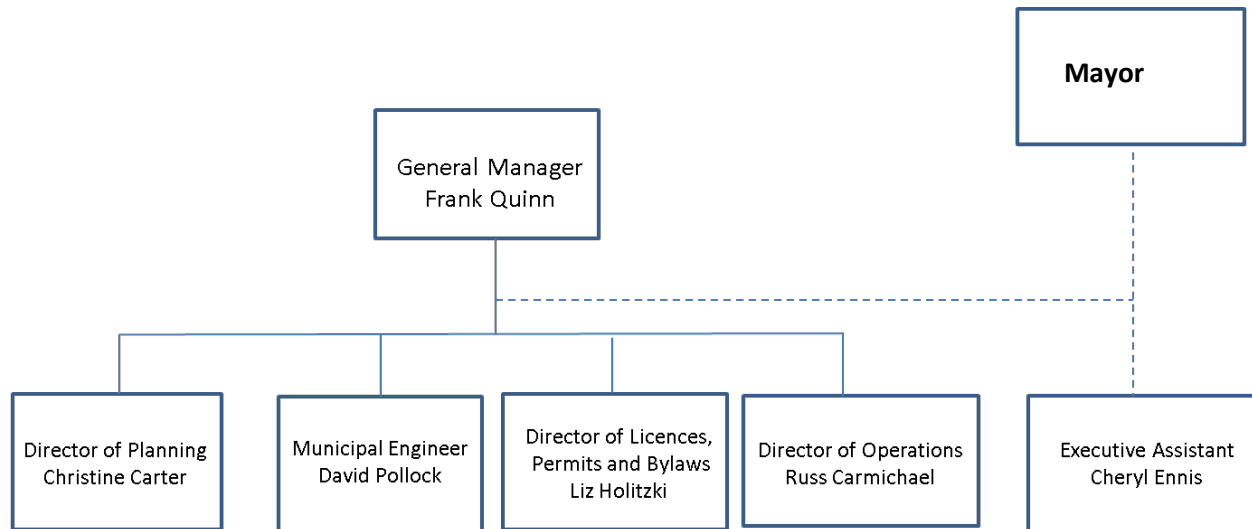 Mayor
General Manager
Frank Quinn
Director of Planning
Christine Carter
Municipal Engineer
David Pollock
Director of Licences,
Permits and Bylaws
Liz Holitzki
Director of Operations
Russ Carmichael
Executive Assistant
Cheryl Ennis